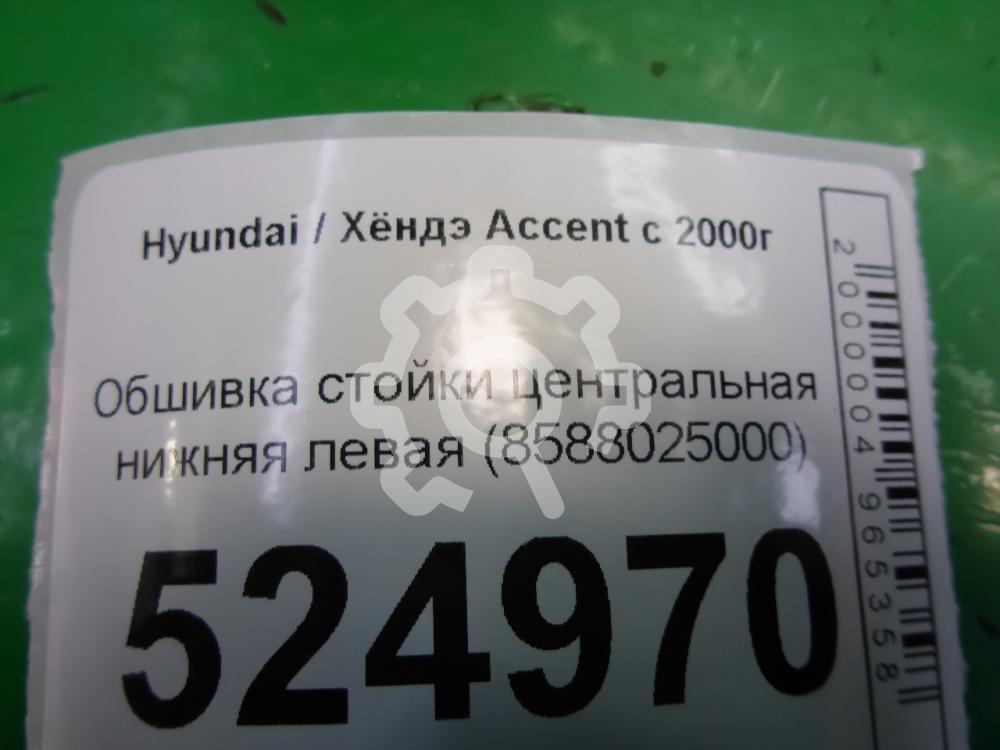 Hyundai / Хёндэ Accent с 2000г
Обшивка стойки центральная
нижняя левая (8588025000)
524970
2000004965358